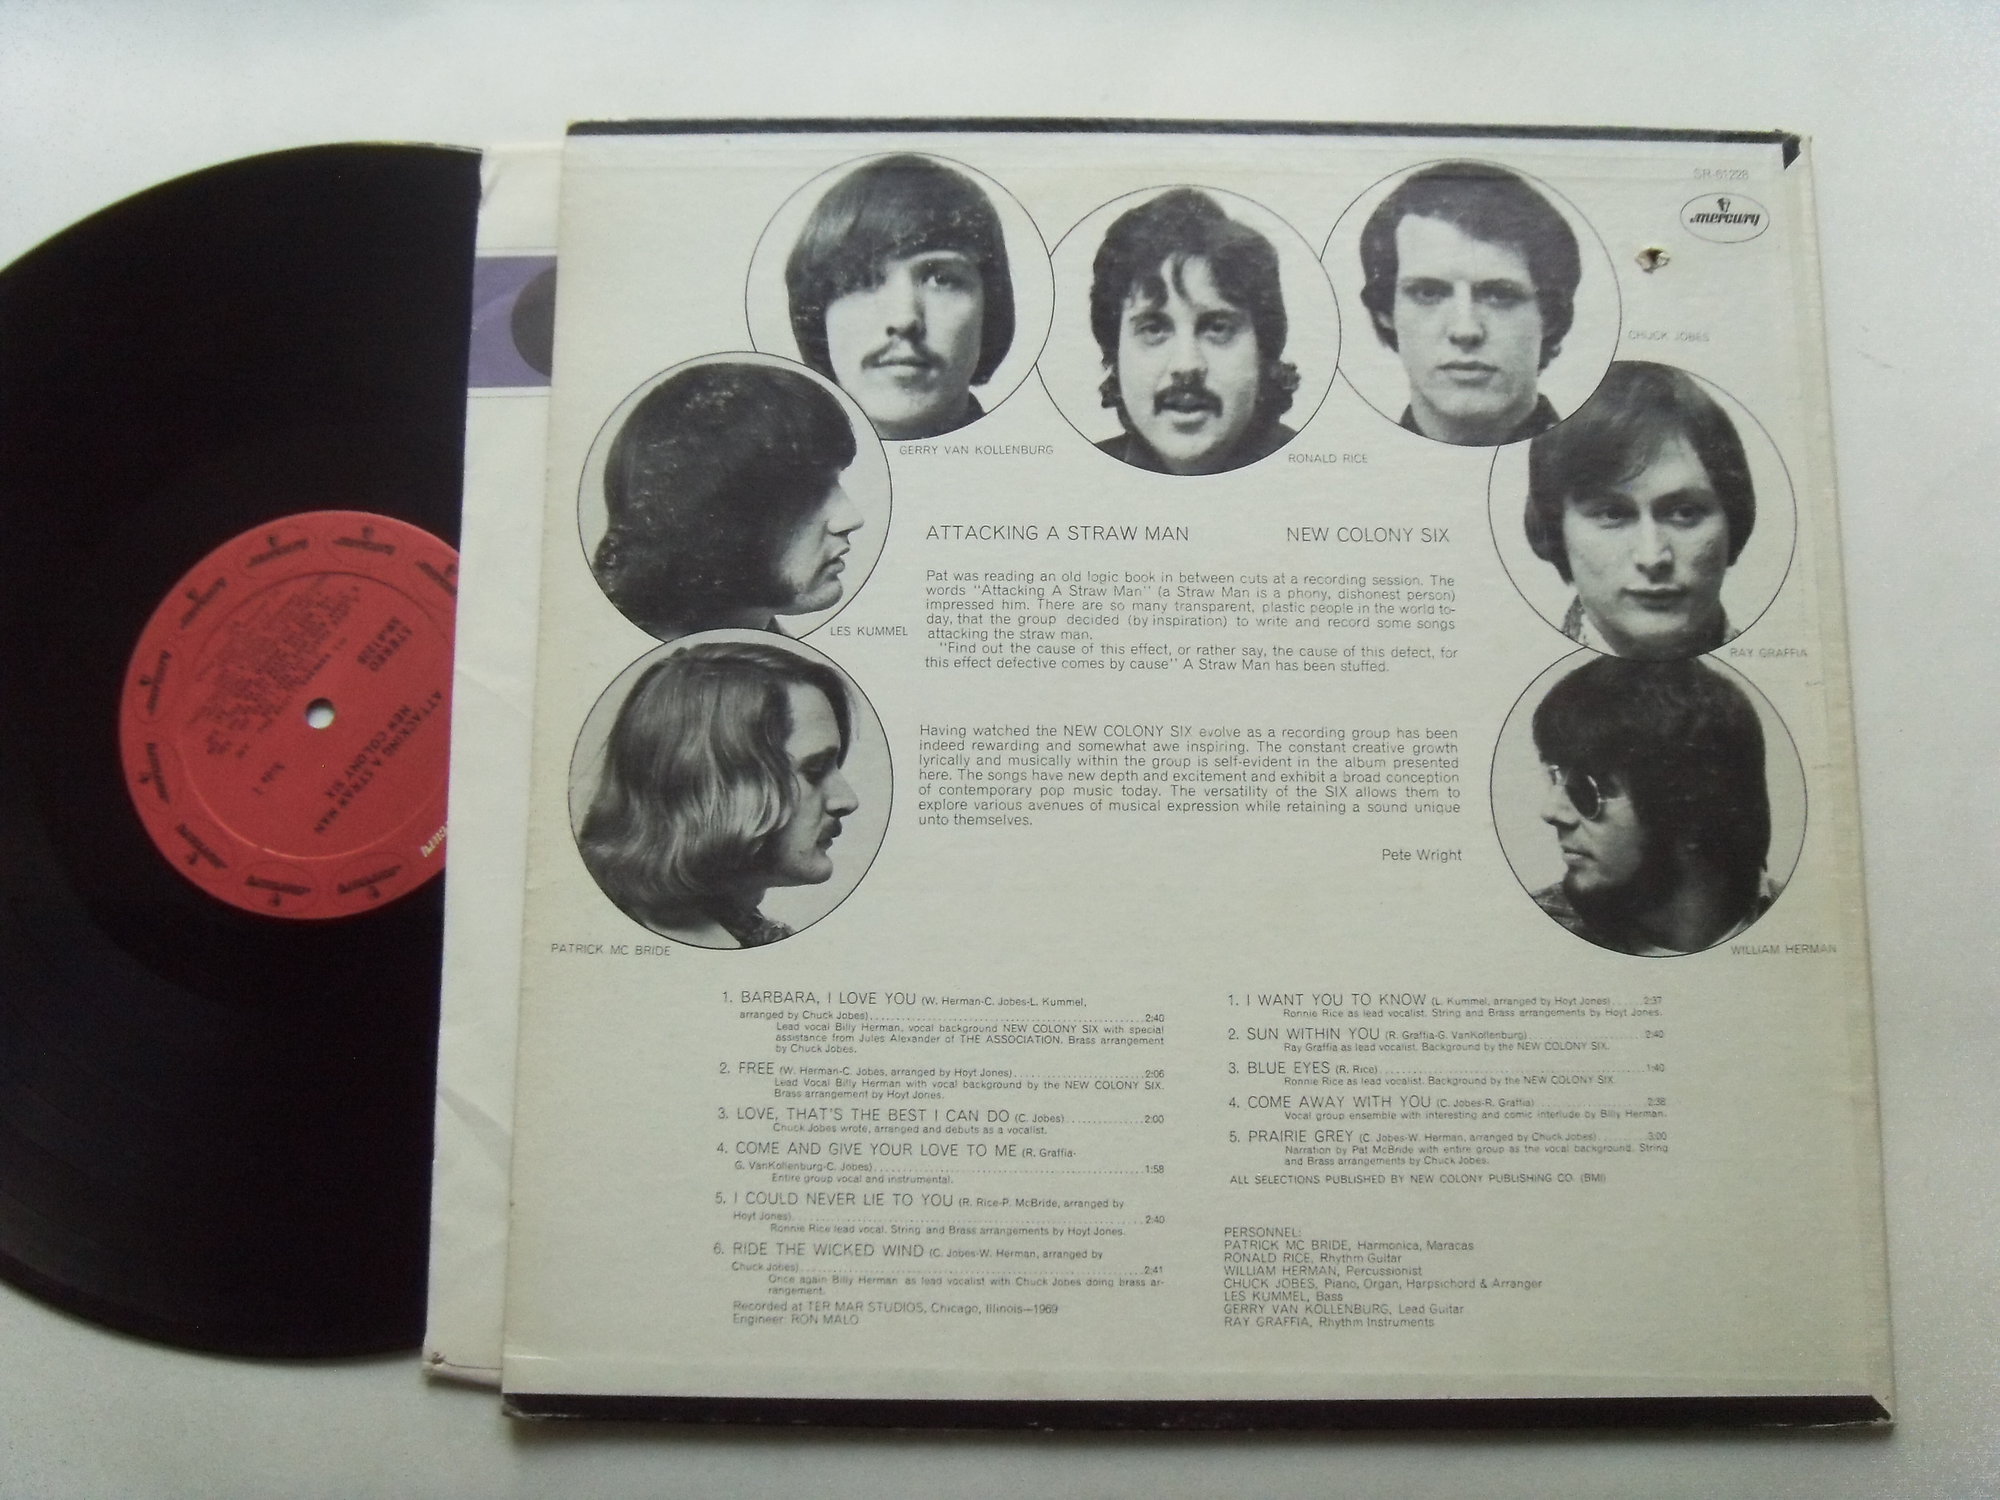 SR-61228
mercury
CHUCK JOBES
GERRY VAN KOLLENBURG
RONALD RICE
LES KUMMEL
RAY GRAFFIA
PATRICK MC BRIDE
WILLIAM HERMAN
ATTACKING A STRAW MAN
NEW COLONY SIX
Pat was reading an old logic book in between cuts at a recording session. The
words "Attacking A Straw Man" (a Straw Man is a phony, dishonest person)
impressed him. There are so many transparent, plastic people in the world to-
day, that the group decided (by inspiration) to write and record some songs
attacking the straw man.
"Find out the cause of this effect, or rather say, the cause of this defect, for
this effect defective comes by cause" A Straw Man has been stuffed.
Having watched the NEW COLONY SIX evolve as a recording group has been
indeed rewarding and somewhat awe inspiring. The constant creative growth
lyrically and musically within the group is self-evident in the album presented
here. The songs have new depth and excitement and exhibit a broad conception
of contemporary pop music today. The versatility of the SIX allows them to
explore various avenues of musical expression while retaining a sound unique
unto themselves.
Pete Wright
1. BARBARA, I LOVE YOU (W. Herman-C. Jobes-L. Kummel,
arranged by Chuck Jobes) 2:40
Lead vocal Billy Herman, vocal background NEW COLONY SIX with special
assistance from Jules Alexander of THE ASSOCIATION. Brass arrangement
by Chuck Jobes.
2. FREE (W. Herman-C. Jobes, arranged by Hoyt Jones) 2:06
Lead Vocal Billy Herman with vocal background by the NEW COLONY SIX.
Brass arrangement by Hoyt Jones.
3. LOVE, THAT'S THE BEST I CAN DO (C. Jobes) 2:00
Chuck Jobes wrote, arranged and debuts as a vocalist.
4. COME AND GIVE YOUR LOVE TO ME (R. Graffia-
G. VanKollenburg-C. Jobes) 1:58
Entire group vocal and instrumental.
5. I COULD NEVER LIE TO YOU (R. Rice-P. McBride, arranged by
Hoyt Jones) 2:40
Ronnie Rice lead vocal. String and Brass arrangements by Hoyt Jones.
6. RIDE THE WICKED WIND (C. Jobes-W. Herman, arranged by
Chuck Jobes) 2:41
Once again Billy Herman as lead vocalist with Chuck Jobes doing brass ar-
rangement.
Recorded at TER MAR STUDIOS, Chicago, Illinois—1969
Engineer: RON MALO
1. I WANT YOU TO KNOW (L. Kummel, arranged by Hoyt Jones) 2:37
Ronnie Rice as lead vocalist. String and Brass arrangements by Hoyt Jones.
2. SUN WITHIN YOU (R. Graffia-G. VanKollenburg) 2:40
Ray Graffia as lead vocalist. Background by the NEW COLONY SIX.
3. BLUE EYES (R. Rice) 1:40
Ronnie Rice as lead vocalist. Background by the NEW COLONY SIX
4. COME AWAY WITH YOU (C. Jobes-R. Graffia) 2:38
Vocal group ensemble with interesting and comic interlude by Billy Herman.
5. PRAIRIE GREY (C. Jobes-W. Herman, arranged by Chuck Jobes) 3:00
Narration by Pat McBride with entire group as the vocal background. String
and Brass arrangements by Chuck Jobes.
ALL SELECTIONS PUBLISHED BY NEW COLONY PUBLISHING CO. (BMI)
PERSONNEL:
PATRICK MC BRIDE, Harmonica, Maracas
RONALD RICE, Rhythm Guitar
WILLIAM HERMAN, Percussionist
CHUCK JOBES, Piano, Organ, Harpsichord & Arranger
LES KUMMEL, Bass
GERRY VAN KOLLENBURG, Lead Guitar
RAY GRAFFIA, Rhythm Instruments
STEREO
SR-61228
ATTACKING A STRAW MAN
NEW COLONY SIX